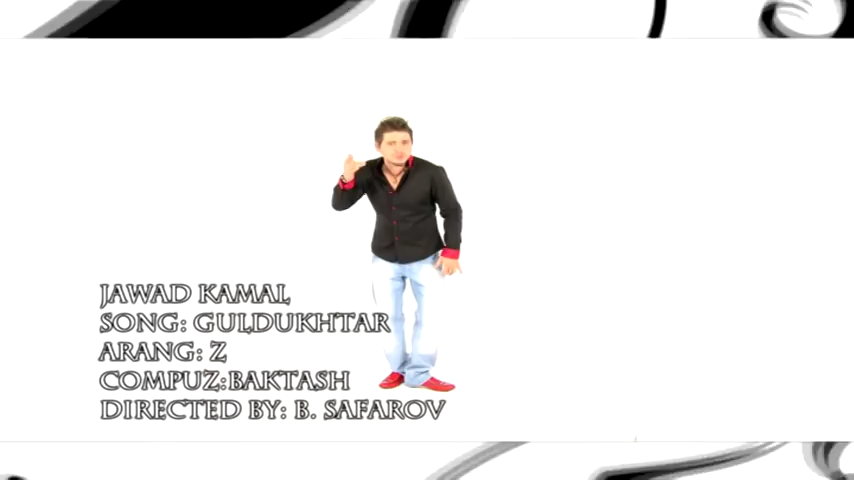 JAWAD KAMAL
SONG: GULDUKHTAR
ARANG: Z
COMPUZ:BAKTASH
DIRECTED BY: B. SAFAROV